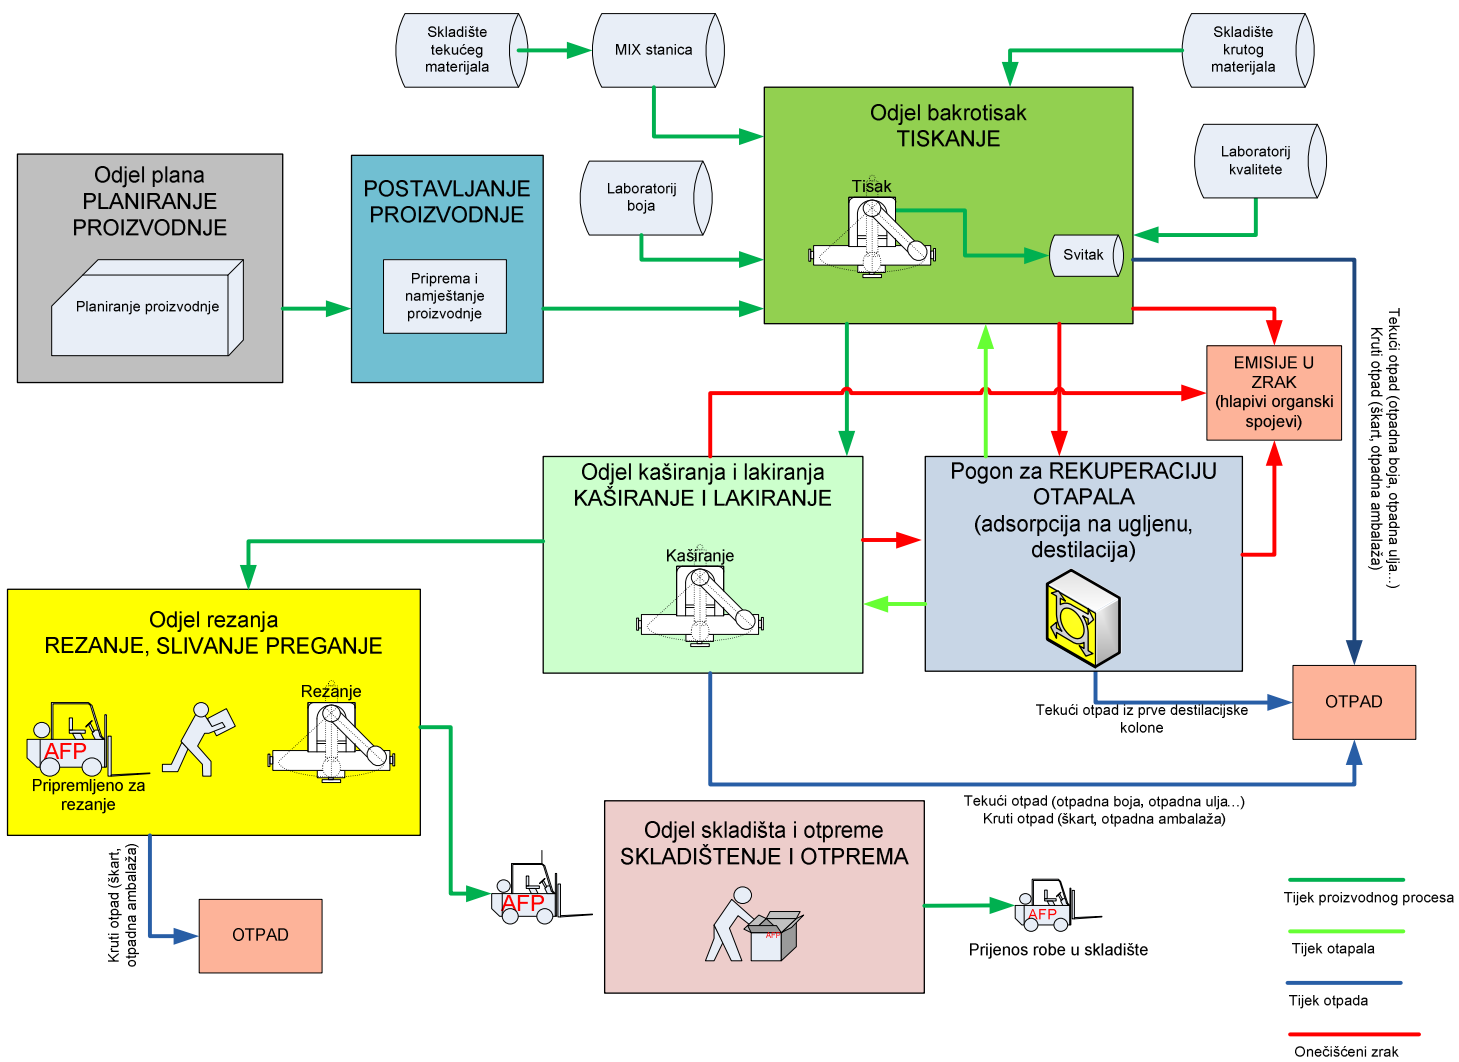 Skladište
tekućeg
materijala
MIX stanica
Skladište
krutog
materijala
Odjel bakrotisak
TISKANJE
Laboratorij
kvalitete
Odjel plana
PLANIRANJE
PROIZVODNJE
POSTAVLJANJE
PROIZVODNJE
Laboratorij
boja
Tisak
Svitak
Planiranje proizvodnje
Priprema i
namještanje
proizvodnje
Tekući otpad (otpadna boja, otpadna ulja...)
Kruti otpad (škart, otpadna ambalaža)
EMISIJE U
ZRAK
(hlapivi organski
spojevi)
Odjel kaširanja i lakiranja
KAŠIRANJE I LAKIRANJE
Kaširanje
Pogon za REKUPERACIJU
OTAPALA
(adsorpcija na ugljenu,
destilacija)
Odjel rezanja
REZANJE, SLIVANJE PREGANJE
Rezanje
AFP
Pripremljeno za
rezanje
Tekući otpad iz prve destilacijske
kolone
OTPAD
Tekući otpad (otpadna boja, otpadna ulja...)
Kruti otpad (škart, otpadna ambalaža)
Kruti otpad (škart,
otpadna ambalaža)
OTPAD
AFP
Odjel skladišta i otpreme
SKLADIŠTENJE I OTPREMA
AFP
AFP
Prijenos robe u skladište
Tijek proizvodnog procesa
Tijek otapala
Tijek otpada
Onečišćeni zrak